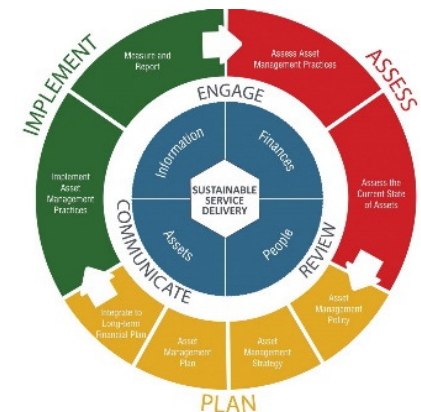 IMPLEMENT
ASSESS
PLAN
Measure and
Report
Assess Asset
Management Practices
Implement
Asset
Management
Practices
Assess the
Current State
of Assets
Integrate to
Long-term
Financial Plan
Asset
Management
Plan
Asset
Management
Strategy
Asset
Management
Policy
ENGAGE
COMMUNICATE
REVIEW
Information
Finances
Assets
People
SUSTAINABLE
SERVICE
DELIVERY